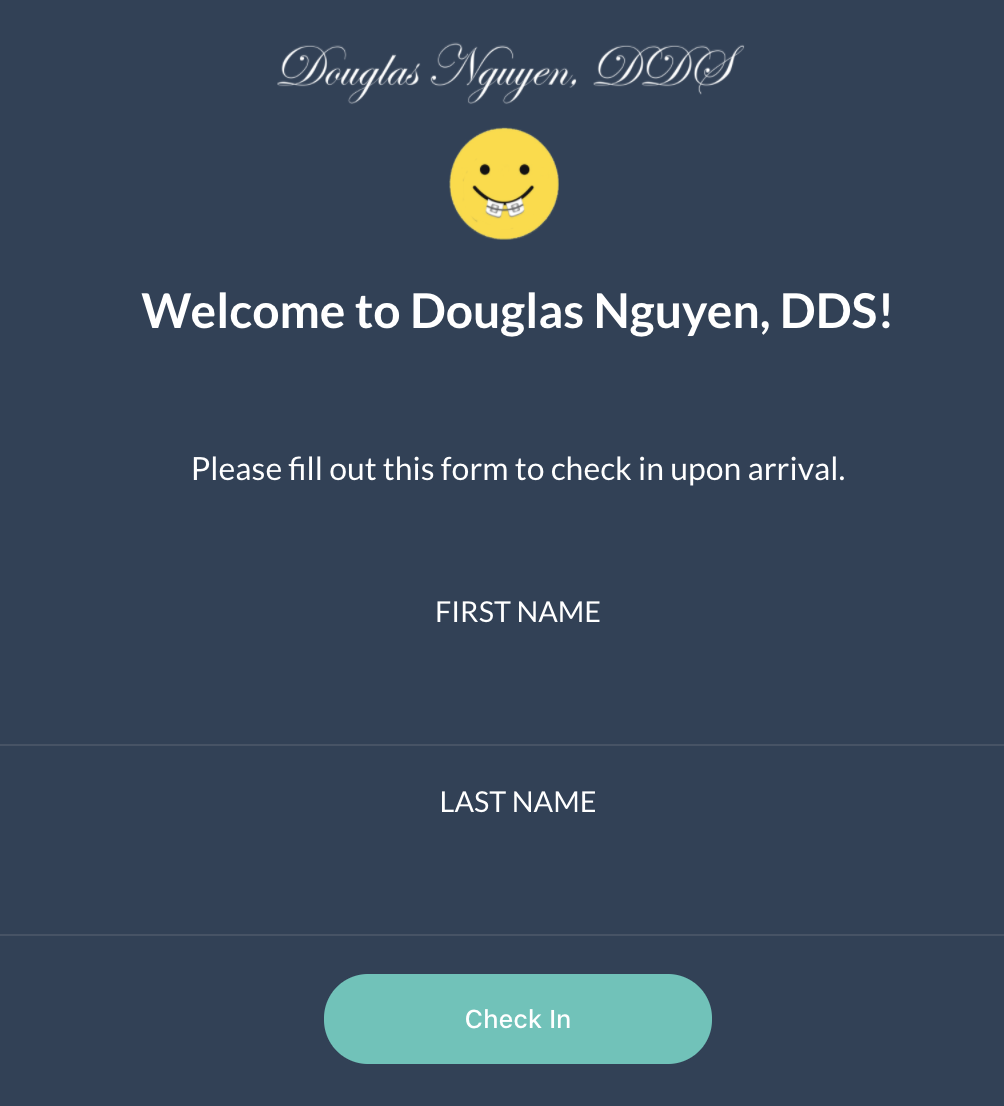 Douglas Nguyen, DDS
Welcome to Douglas Nguyen, DDS!
Please fill out this form to check in upon arrival.
FIRST NAME
LAST NAME
Check In